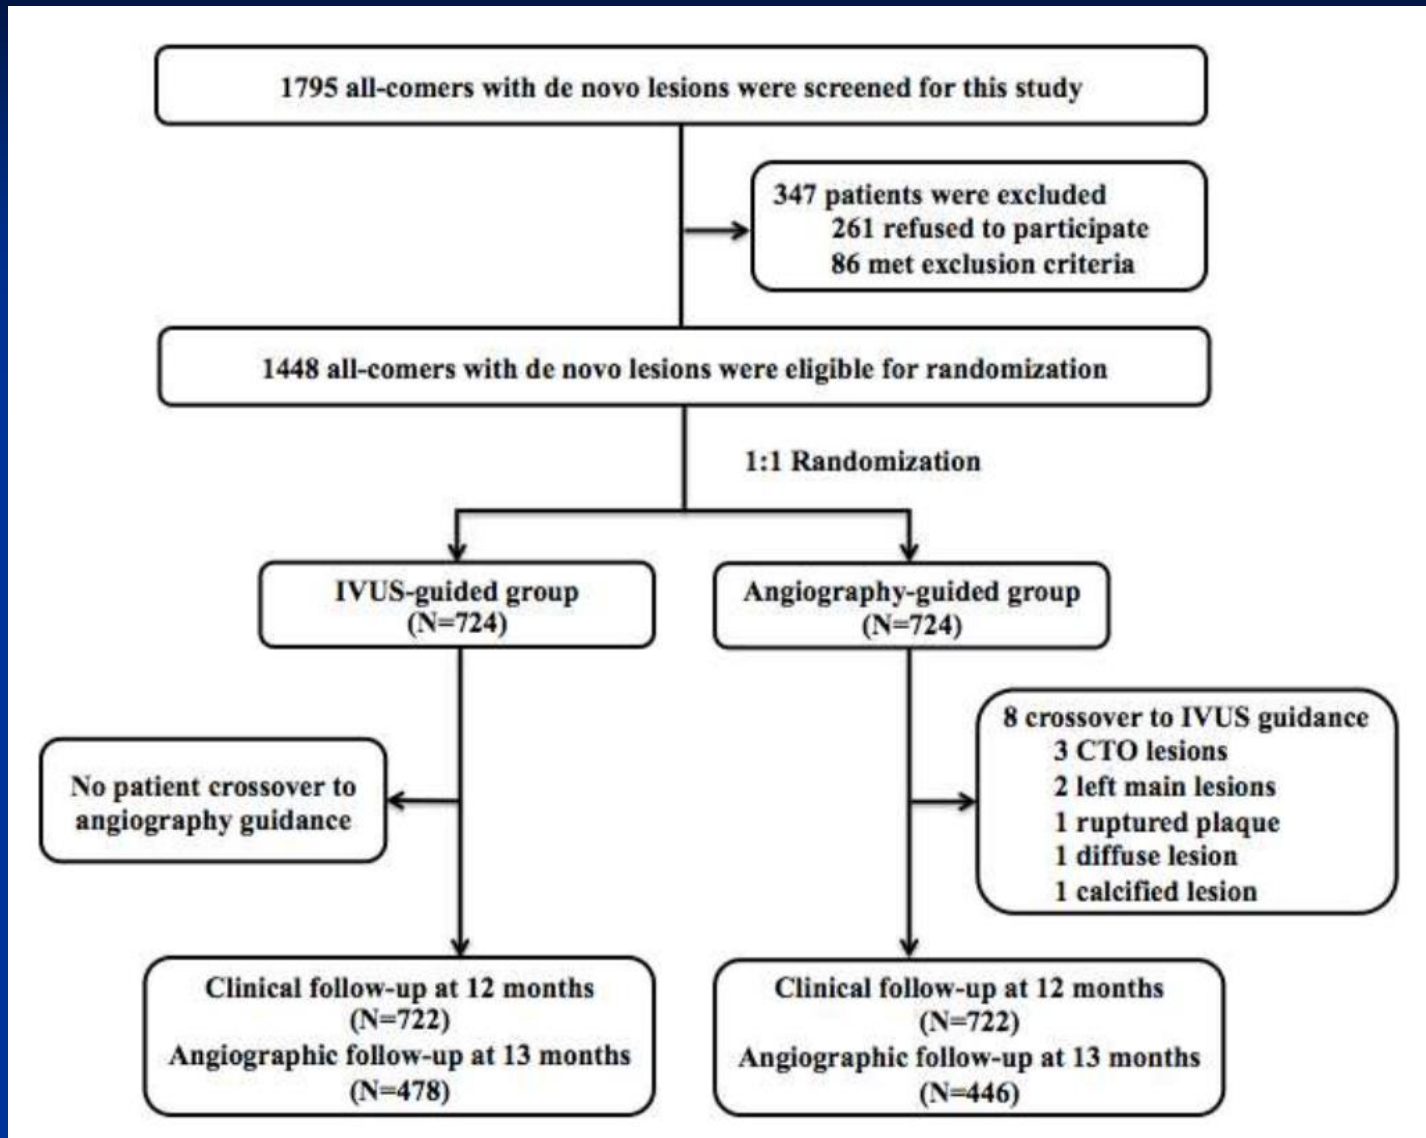 1795 all-comers with de novo lesions were screened for this study
347 patients were excluded
261 refused to participate
86 met exclusion criteria
1448 all-comers with de novo lesions were eligible for randomization
1:1 Randomization
IVUS-guided group
(N=724)
Angiography-guided group
(N=724)
No patient crossover to
angiography guidance
8 crossover to IVUS guidance
3 CTO lesions
2 left main lesions
1 ruptured plaque
1 diffuse lesion
1 calcified lesion
Clinical follow-up at 12 months
(N=722)
Angiographic follow-up at 13 months
(N=478)
Clinical follow-up at 12 months
(N=722)
Angiographic follow-up at 13 months
(N=446)